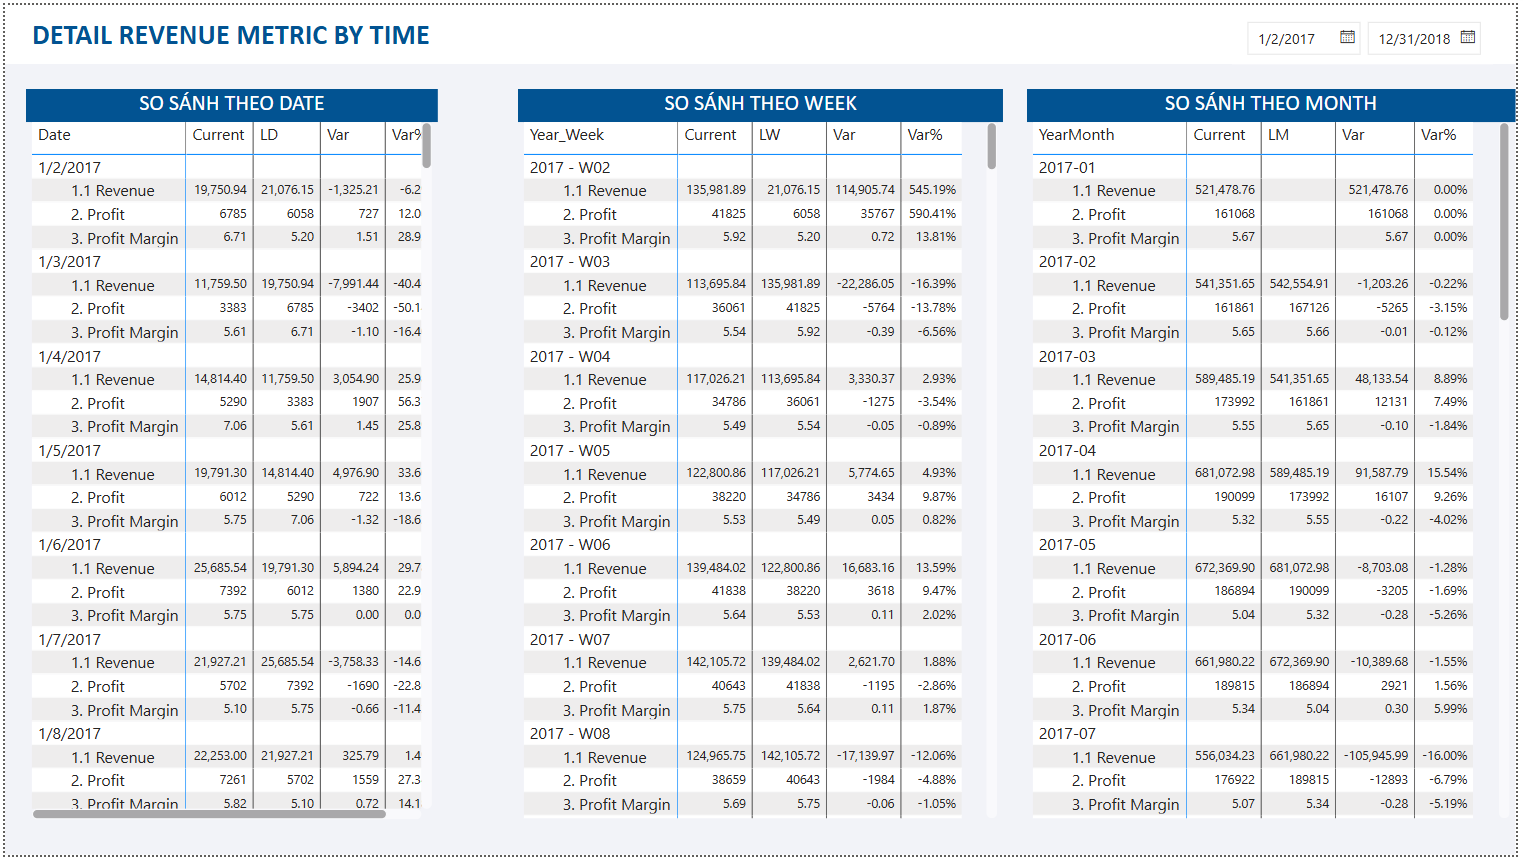 DETAIL REVENUE METRIC BY TIME
1/2/2017 12/31/2018
SO SÁNH THEO DATE
Date Current LD Var Var%
1/2/2017
1.1 Revenue 19,750.94 21,076.15 -1,325.21 -6.2
2. Profit 6785 6058 727 12.0
3. Profit Margin 6.71 5.20 1.51 28.9
1/3/2017
1.1 Revenue 11,759.50 19,750.94 -7,991.44 -40.4
2. Profit 3383 6785 -3402 -50.1
3. Profit Margin 5.61 6.71 -1.10 -16.4
1/4/2017
1.1 Revenue 14,814.40 11,759.50 3,054.90 25.9
2. Profit 5290 3383 1907 56.3
3. Profit Margin 7.06 5.61 1.45 25.8
1/5/2017
1.1 Revenue 19,791.30 14,814.40 4,976.90 33.6
2. Profit 6012 5290 722 13.6
3. Profit Margin 5.75 7.06 -1.32 -18.6
1/6/2017
1.1 Revenue 25,685.54 19,791.30 5,894.24 29.7
2. Profit 7392 6012 1380 22.9
3. Profit Margin 5.75 5.75 0.00 0.0
1/7/2017
1.1 Revenue 21,927.21 25,685.54 -3,758.33 -14.6
2. Profit 5702 7392 -1690 -22.8
3. Profit Margin 5.10 5.75 -0.66 -11.4
1/8/2017
1.1 Revenue 22,253.00 21,927.21 325.79 1.4
2. Profit 7261 5702 1559 27.3
3. Profit Margin 5.82 5.10 0.72 14.1
SO SÁNH THEO WEEK
Year_Week Current LW Var Var%
2017 - W02
1.1 Revenue 135,981.89 21,076.15 114,905.74 545.19%
2. Profit 41825 6058 35767 590.41%
3. Profit Margin 5.92 5.20 0.72 13.81%
2017 - W03
1.1 Revenue 113,695.84 135,981.89 -22,286.05 -16.39%
2. Profit 36061 41825 -5764 -13.78%
3. Profit Margin 5.54 5.92 -0.39 -6.56%
2017 - W04
1.1 Revenue 117,026.21 113,695.84 3,330.37 2.93%
2. Profit 34786 36061 -1275 -3.54%
3. Profit Margin 5.49 5.54 -0.05 -0.89%
2017 - W05
1.1 Revenue 122,800.86 117,026.21 5,774.65 4.93%
2. Profit 38220 34786 3434 9.87%
3. Profit Margin 5.53 5.49 0.05 0.82%
2017 - W06
1.1 Revenue 139,484.02 122,800.86 16,683.16 13.59%
2. Profit 41838 38220 3618 9.47%
3. Profit Margin 5.64 5.53 0.11 2.02%
2017 - W07
1.1 Revenue 142,105.72 139,484.02 2,621.70 1.88%
2. Profit 40643 41838 -1195 -2.86%
3. Profit Margin 5.75 5.64 0.11 1.87%
2017 - W08
1.1 Revenue 124,965.75 142,105.72 -17,139.97 -12.06%
2. Profit 38659 40643 -1984 -4.88%
3. Profit Margin 5.69 5.75 -0.06 -1.05%
SO SÁNH THEO MONTH
YearMonth Current LM Var Var%
2017-01
1.1 Revenue 521,478.76 521,478.76 0.00%
2. Profit 161068 161068 0.00%
3. Profit Margin 5.67 5.67 0.00%
2017-02
1.1 Revenue 541,351.65 542,554.91 -1,203.26 -0.22%
2. Profit 161861 167126 -5265 -3.15%
3. Profit Margin 5.65 5.66 -0.01 -0.12%
2017-03
1.1 Revenue 589,485.19 541,351.65 48,133.54 8.89%
2. Profit 173992 161861 12131 7.49%
3. Profit Margin 5.55 5.65 -0.10 -1.84%
2017-04
1.1 Revenue 681,072.98 589,485.19 91,587.79 15.54%
2. Profit 190099 173992 16107 9.26%
3. Profit Margin 5.32 5.55 -0.22 -4.02%
2017-05
1.1 Revenue 672,369.90 681,072.98 -8,703.08 -1.28%
2. Profit 186894 190099 -3205 -1.69%
3. Profit Margin 5.04 5.32 -0.28 -5.26%
2017-06
1.1 Revenue 661,980.22 672,369.90 -10,389.68 -1.55%
2. Profit 189815 186894 2921 1.56%
3. Profit Margin 5.34 5.04 0.30 5.99%
2017-07
1.1 Revenue 556,034.23 661,980.22 -105,945.99 -16.00%
2. Profit 176922 189815 -12893 -6.79%
3. Profit Margin 5.07 5.34 -0.28 -5.19%